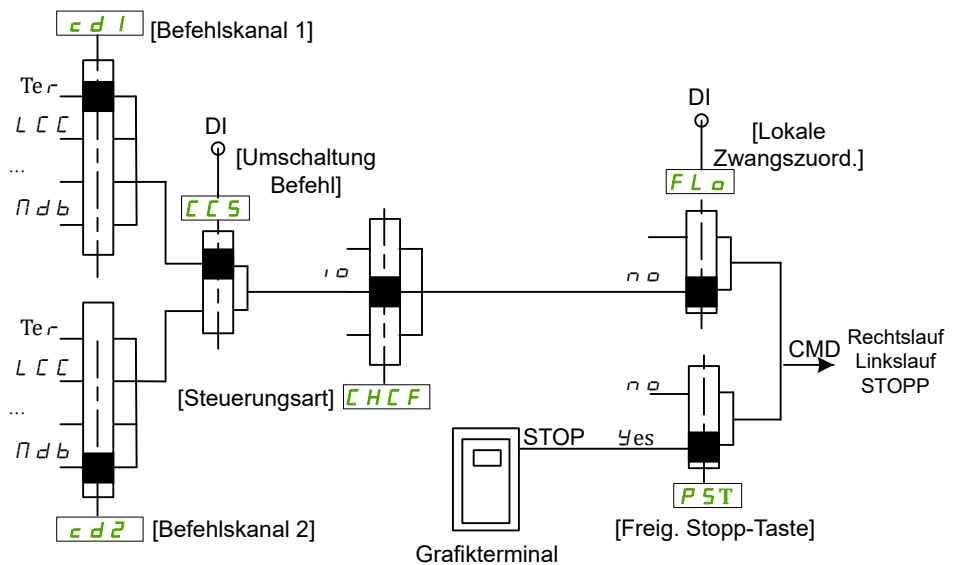 cd1 [Befehlskanal 1]
Ter
LCC
...
Mdb
DI
[Umschaltung
Befehl]
CCS
DI
[Lokale
Zwangszuord.]
FLo
io
no
Ter
LCC
...
Mdb
[Steuerungsart] CHCF
CMD
Rechtslauf
Linkslauf
STOPP
no
STOP
Yes
PST
cd2 [Befehlskanal 2]
[Freig. Stopp-Taste]
Grafikterminal